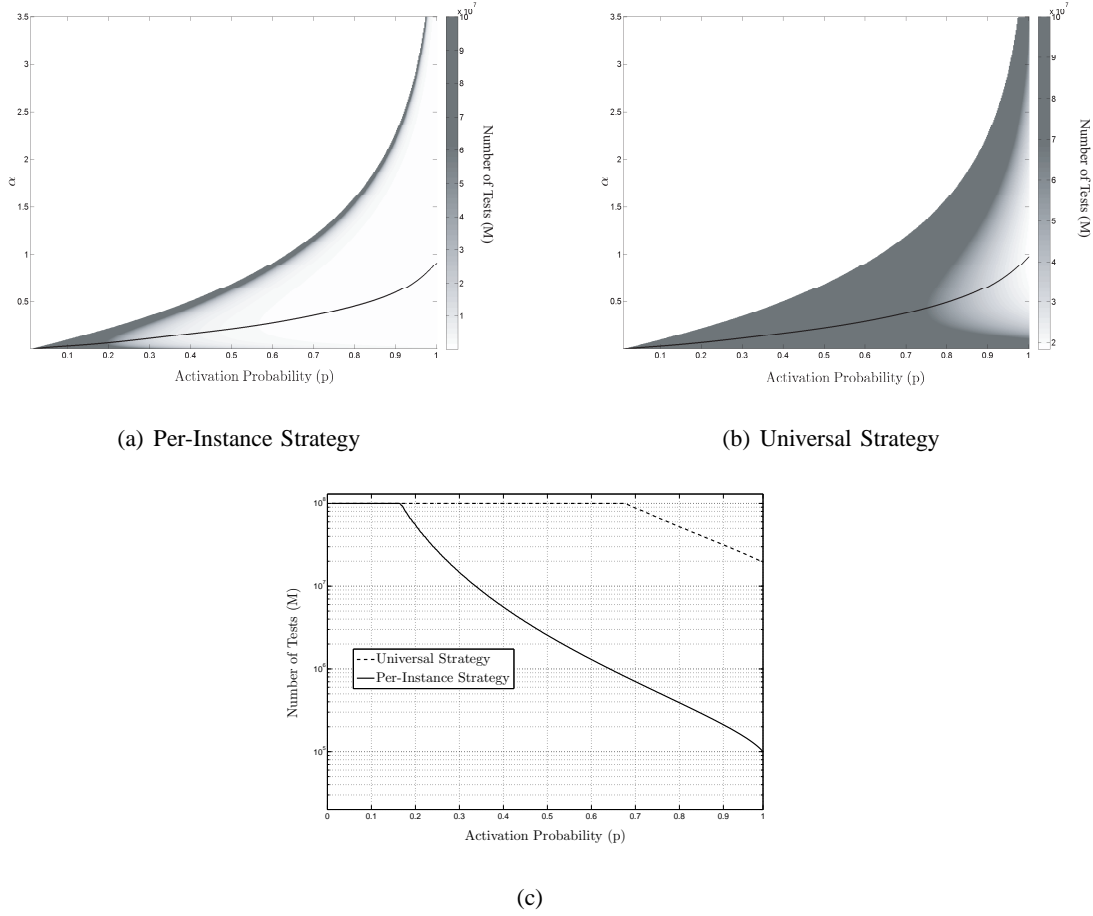 x 10^7
3.5
3
2.5
2
1.5
1
0.5
α
0.1 0.2 0.3 0.4 0.5 0.6 0.7 0.8 0.9 1
Activation Probability (p)
10
9
8
7
6
5
4
3
2
1
Number of Tests (M)
(a) Per-Instance Strategy
x 10^7
3.5
3
2.5
2
1.5
1
0.5
α
0.1 0.2 0.3 0.4 0.5 0.6 0.7 0.8 0.9 1
Activation Probability (p)
10
9
8
7
6
5
4
3
2
Number of Tests (M)
(b) Universal Strategy
10^8
10^7
10^6
10^5
Number of Tests (M)
Universal Strategy
Per-Instance Strategy
0 0.1 0.2 0.3 0.4 0.5 0.6 0.7 0.8 0.9 1
Activation Probability (p)
(c)